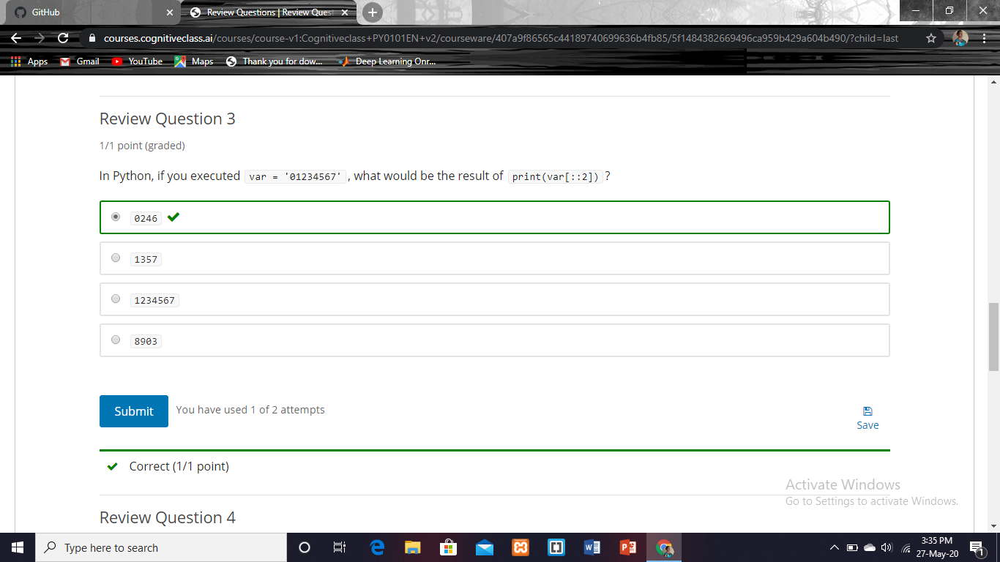 GitHub
Review Questions | Review Ques
courses.cognitiveclass.ai/courses/course-v1:Cognitiveclass+PY0101EN+v2/courseware/407a9f86565c44189740699636b4fb85/5f1484382669496ca959b429a604b490/?child=last
Apps Gmail YouTube Maps Thank you for dow... Deep Learning Onr...
Review Question 3
1/1 point (graded)
In Python, if you executed var = '01234567' , what would be the result of print(var[::2]) ?
0246
1357
1234567
8903
Submit You have used 1 of 2 attempts
Save
Correct (1/1 point)
Activate Windows
Go to Settings to activate Windows.
Review Question 4
Type here to search
3:35 PM
27-May-20
1